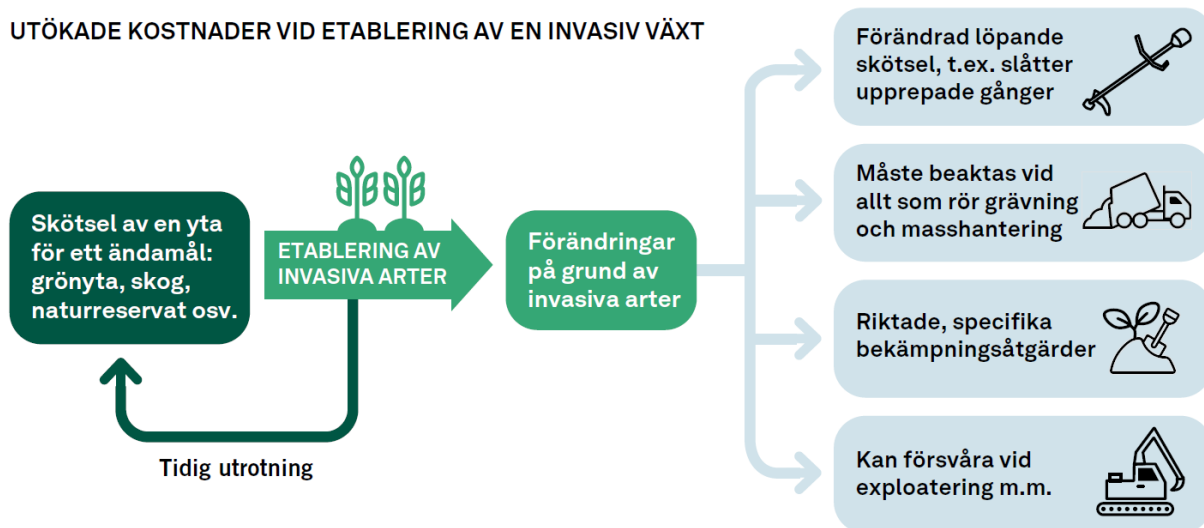 UTÖKADE KOSTNADER VID ETABLERING AV EN INVASIV VÄXT
Skötsel av en yta
för ett ändamål:
grönyta, skog,
naturreservat osv.
ETABLERING AV
INVASIVA ARTER
Tidig utrotning
Förändringar
på grund av
invasiva arter
Förändrad löpande
skötsel, t.ex. slåtter
upprepade gånger
Måste beaktas vid
allt som rör grävning
och masshantering
Riktade, specifika
bekämpningsåtgärder
Kan försvåra vid
exploatering m.m.